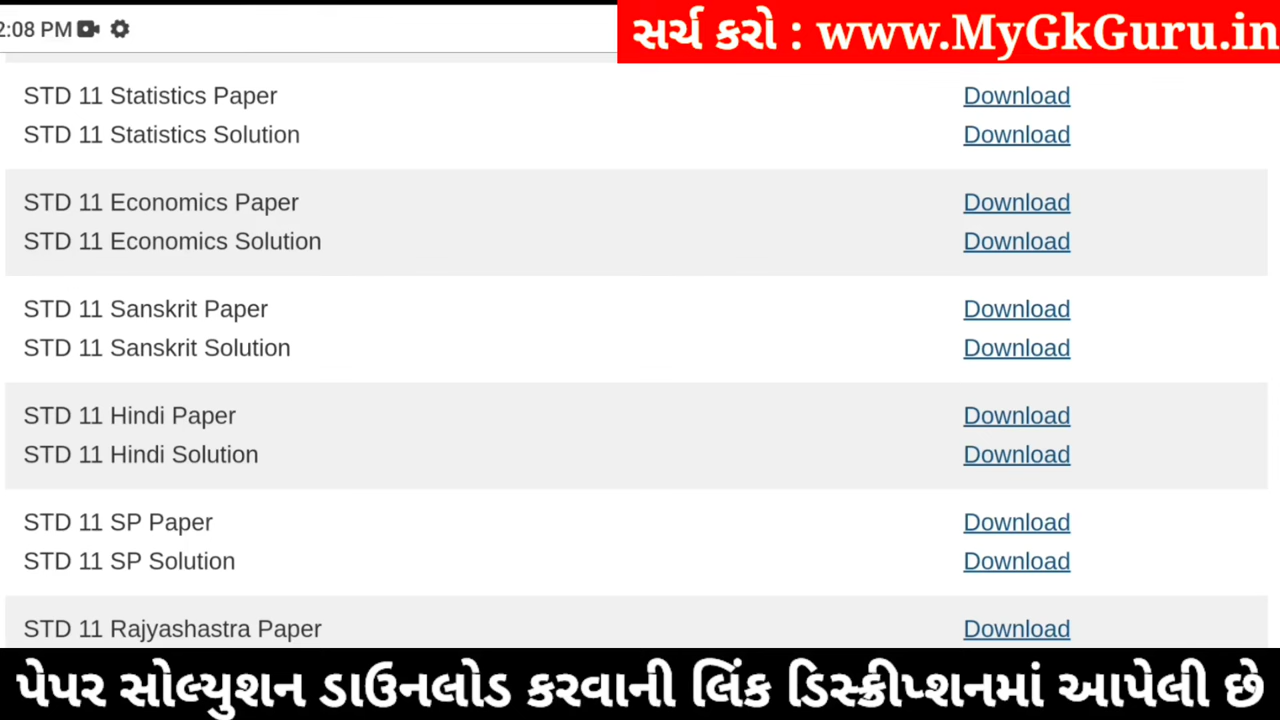 2:08 PM
સર્ચ કરો : www.MyGkGuru.in
STD 11 Statistics Paper Download
STD 11 Statistics Solution Download
STD 11 Economics Paper Download
STD 11 Economics Solution Download
STD 11 Sanskrit Paper Download
STD 11 Sanskrit Solution Download
STD 11 Hindi Paper Download
STD 11 Hindi Solution Download
STD 11 SP Paper Download
STD 11 SP Solution Download
STD 11 Rajyashastra Paper Download
પેપર સોલ્યુશન ડાઉનલોડ કરવાની લિંક ડિસ્ક્રીપ્શનમાં આપેલી છે